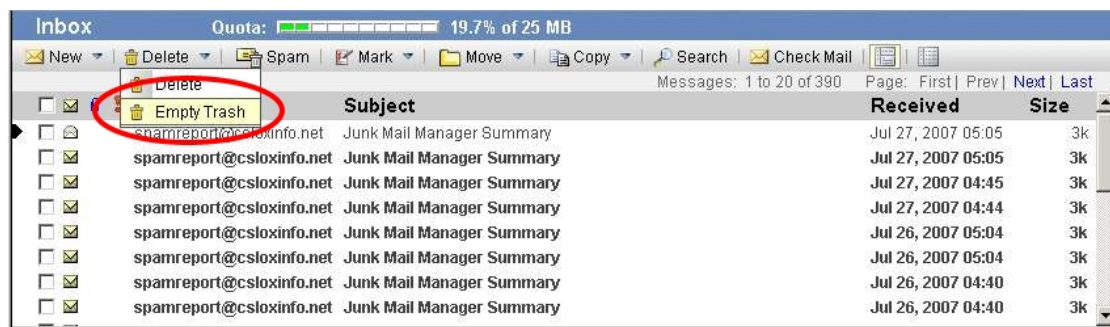 Inbox Quota: 19.7% of 25 MB
New Delete Spam Mark Move Copy Search Check Mail
Delete Messages: 1 to 20 of 390 Page: First| Prev| Next| Last
Empty Trash Subject Received Size
spamreport@csloxinfo.net Junk Mail Manager Summary Jul 27, 2007 05:05 3k
spamreport@csloxinfo.net Junk Mail Manager Summary Jul 27, 2007 05:05 3k
spamreport@csloxinfo.net Junk Mail Manager Summary Jul 27, 2007 04:45 3k
spamreport@csloxinfo.net Junk Mail Manager Summary Jul 27, 2007 04:44 3k
spamreport@csloxinfo.net Junk Mail Manager Summary Jul 26, 2007 05:04 3k
spamreport@csloxinfo.net Junk Mail Manager Summary Jul 26, 2007 05:04 3k
spamreport@csloxinfo.net Junk Mail Manager Summary Jul 26, 2007 04:40 3k
spamreport@csloxinfo.net Junk Mail Manager Summary Jul 26, 2007 04:40 3k